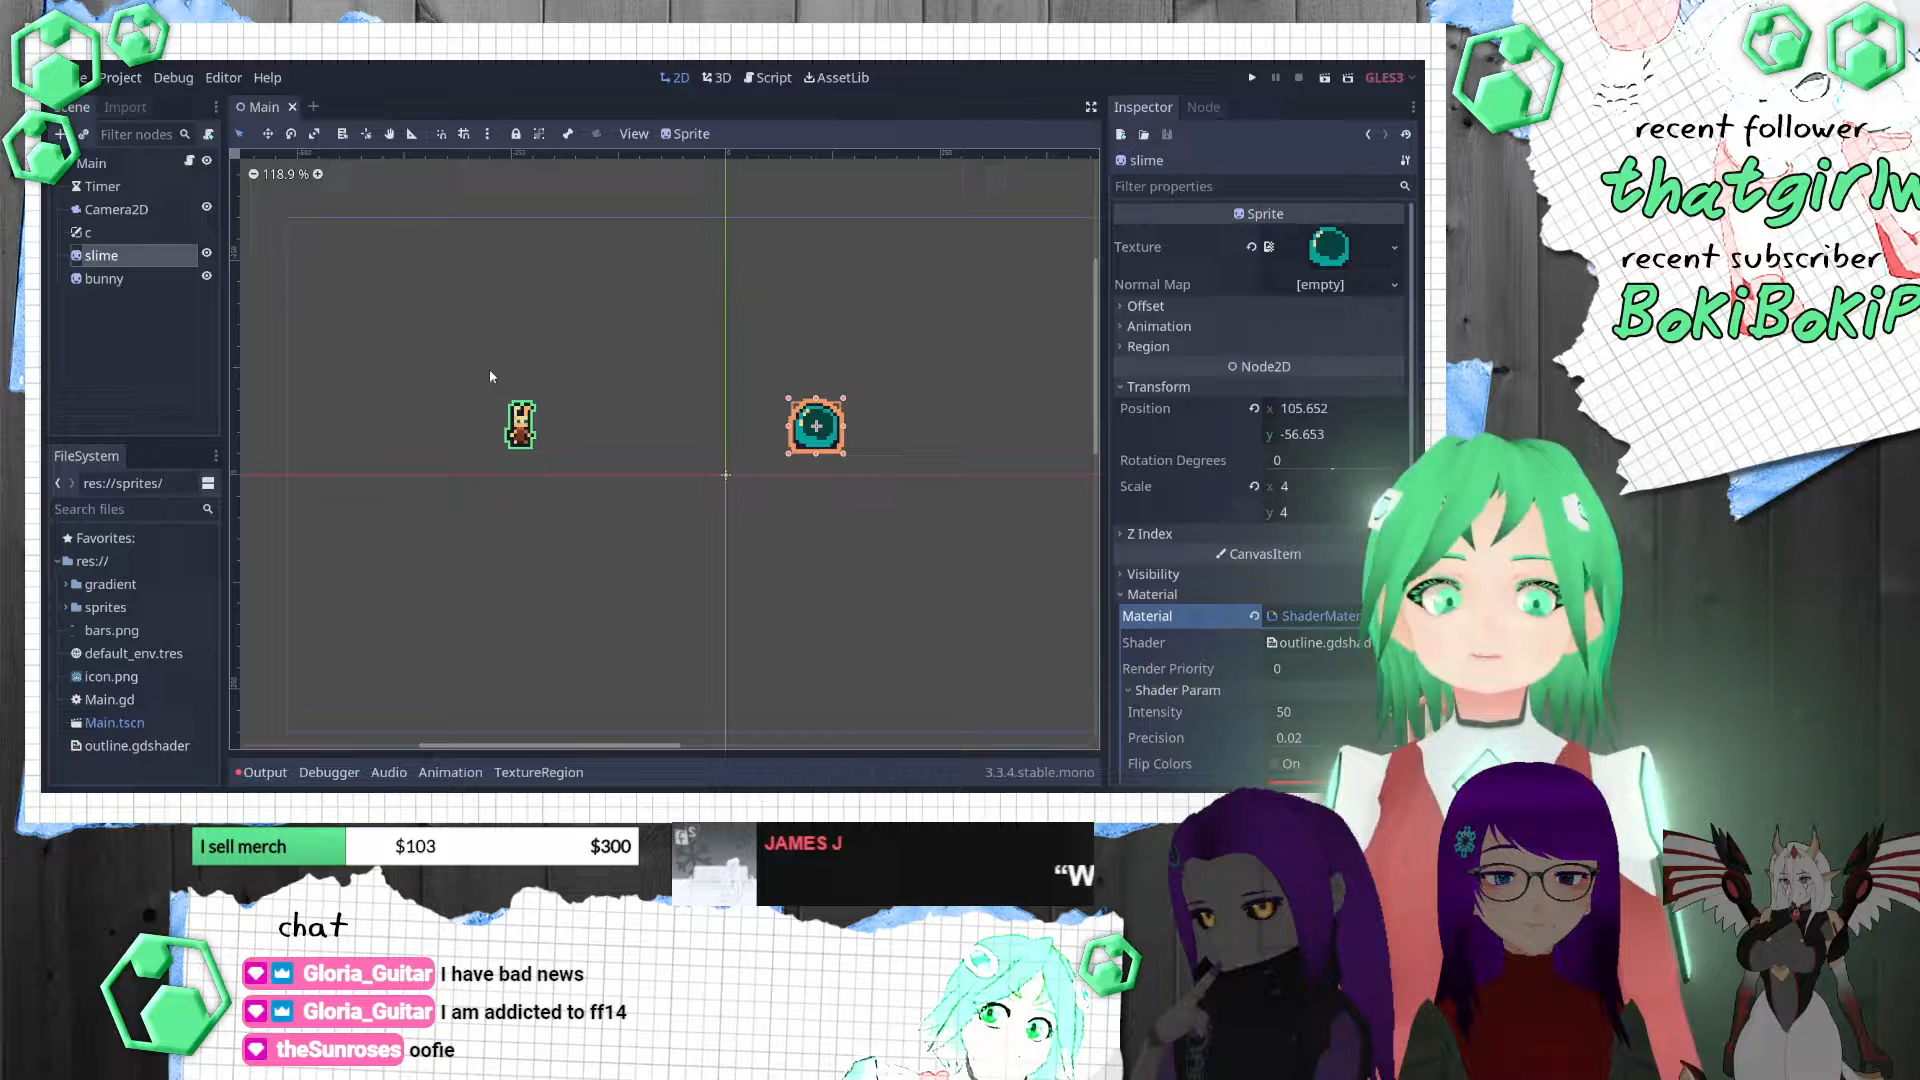 Project Debug Editor Help
2D 3D Script AssetLib
GLES3
Scene Import
Main
Inspector Node
Filter nodes
View Sprite
Main
Timer
Camera2D
c
slime
bunny
118.9 %
slime
Filter properties
Sprite
Texture
Normal Map [empty]
Offset
Animation
Region
Node2D
Transform
Position x 105.652
y -56.653
Rotation Degrees 0
Scale x 4
y 4
Z Index
CanvasItem
Visibility
Material
Material ShaderMater
Shader outline.gdshad
Render Priority 0
Shader Param
Intensity 50
Precision 0.02
Flip Colors On
FileSystem
res://sprites/
Search files
Favorites:
res://
gradient
sprites
bars.png
default_env.tres
icon.png
Main.gd
Main.tscn
outline.gdshader
Output Debugger Audio Animation TextureRegion 3.3.4.stable.mono
recent follower
thatgirlw
recent subscriber
BokiBokiP
I sell merch $103 $300
JAMES J
“W
chat
Gloria_Guitar I have bad news
Gloria_Guitar I am addicted to ff14
theSunroses oofie